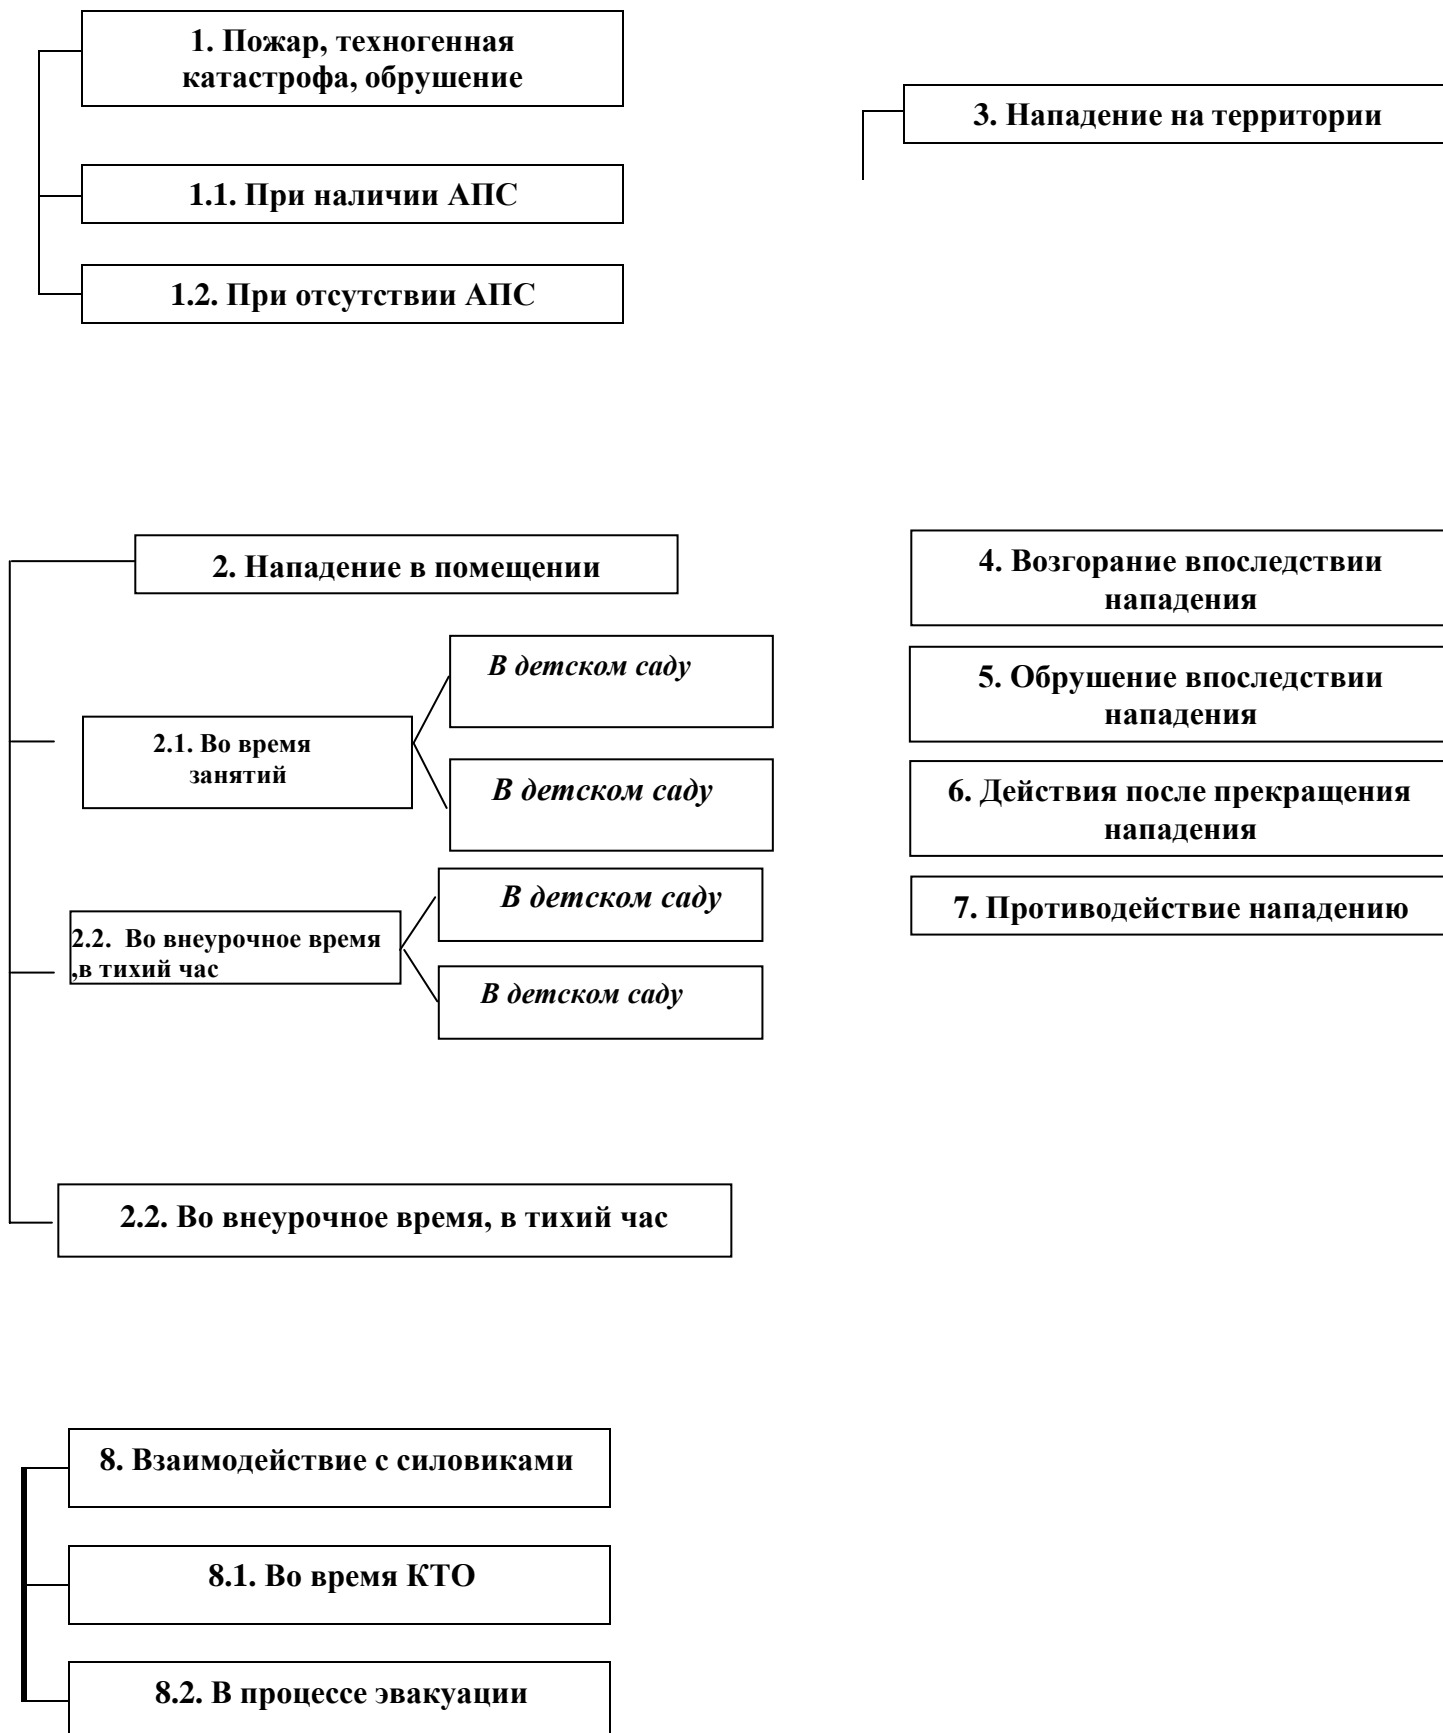 1. Пожар, техногенная
катастрофа, обрушение
1.1. При наличии АПС
1.2. При отсутствии АПС
3. Нападение на территории
2. Нападение в помещении
2.1. Во время
занятий
В детском саду
В детском саду
2.2.  Во внеурочное время
,в тихий час
В детском саду
В детском саду
2.2. Во внеурочное время, в тихий час
4. Возгорание впоследствии
нападения
5. Обрушение впоследствии
нападения
6. Действия после прекращения
нападения
7. Противодействие нападению
8. Взаимодействие с силовиками
8.1. Во время КТО
8.2. В процессе эвакуации